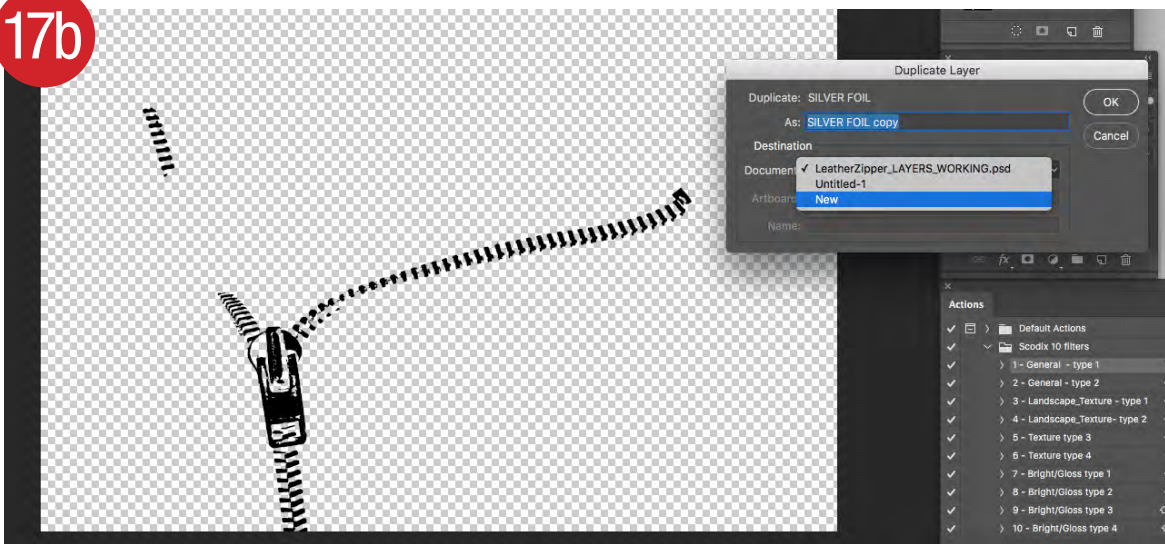 17b
Duplicate Layer
Duplicate: SILVER FOIL
OK
As: SILVER FOIL copy
Cancel
Destination
Document
✓ LeatherZipper_LAYERS_WORKING.psd
Untitled-1
Artboard
New
Name:
fx
Actions
Default Actions
Scodix 10 filters
1 - General - type 1
2 - General - type 2
3 - Landscape_Texture - type 1
4 - Landscape_Texture- type 2
5 - Texture type 3
6 - Texture type 4
7 - Bright/Gloss type 1
8 - Bright/Gloss type 2
9 - Bright/Gloss type 3
10 - Bright/Gloss type 4